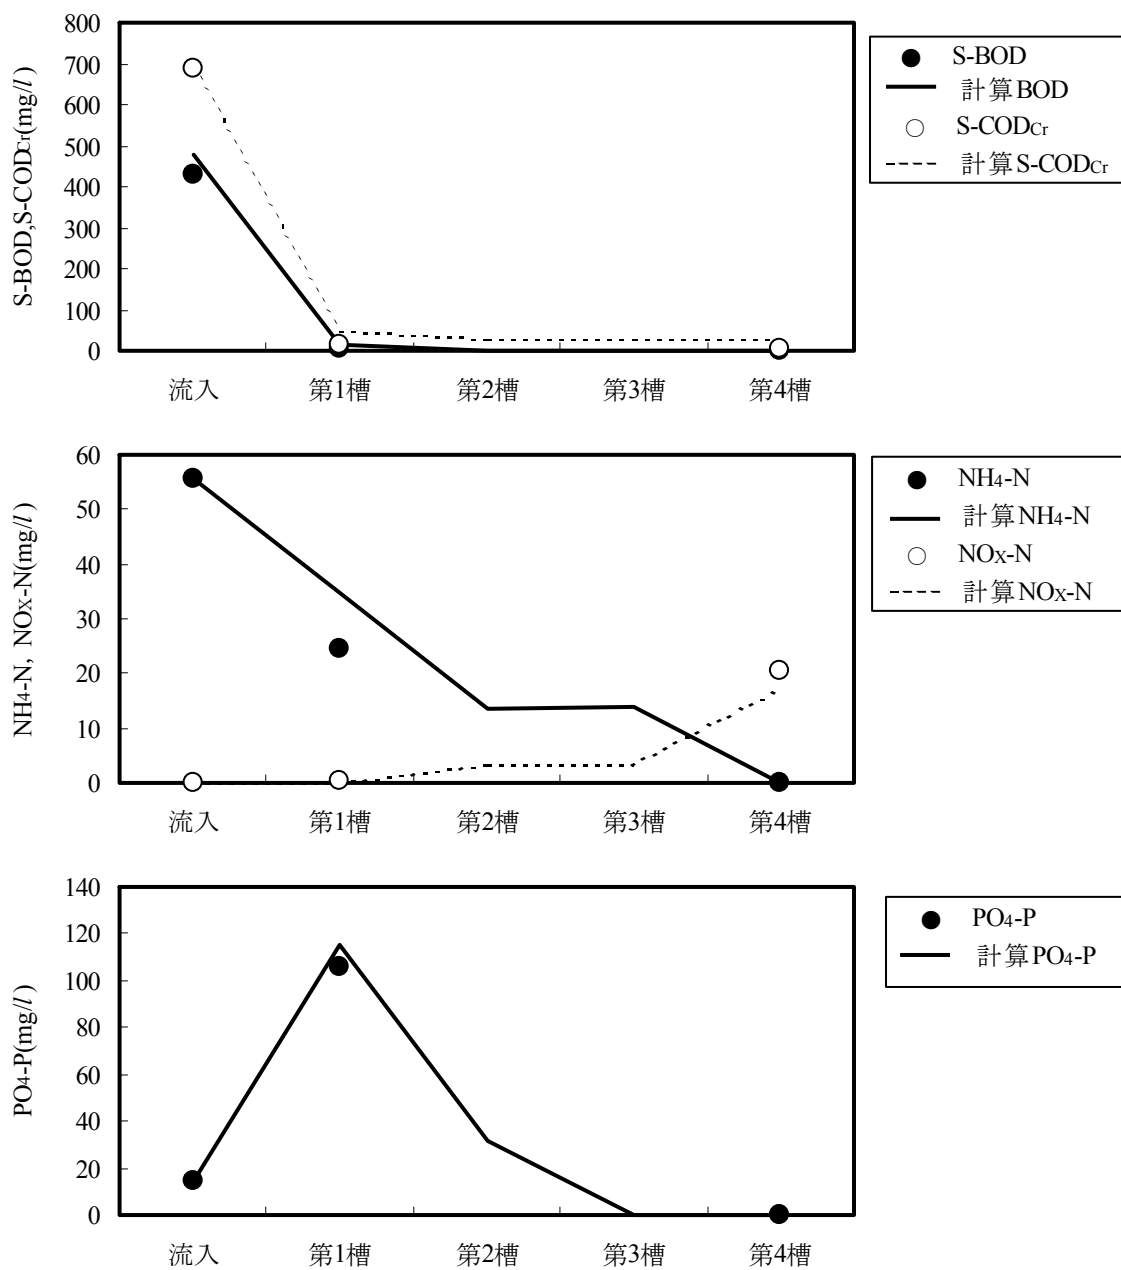 S-BOD,S-CODCr(mg/l)
800
700
600
500
400
300
200
100
0
流入 第1槽 第2槽 第3槽 第4槽
S-BOD
計算BOD
S-CODCr
計算S-CODCr
NH4-N, NOX-N(mg/l)
60
50
40
30
20
10
0
流入 第1槽 第2槽 第3槽 第4槽
NH4-N
計算NH4-N
NOX-N
計算NOX-N
PO4-P(mg/l)
140
120
100
80
60
40
20
0
流入 第1槽 第2槽 第3槽 第4槽
PO4-P
計算PO4-P